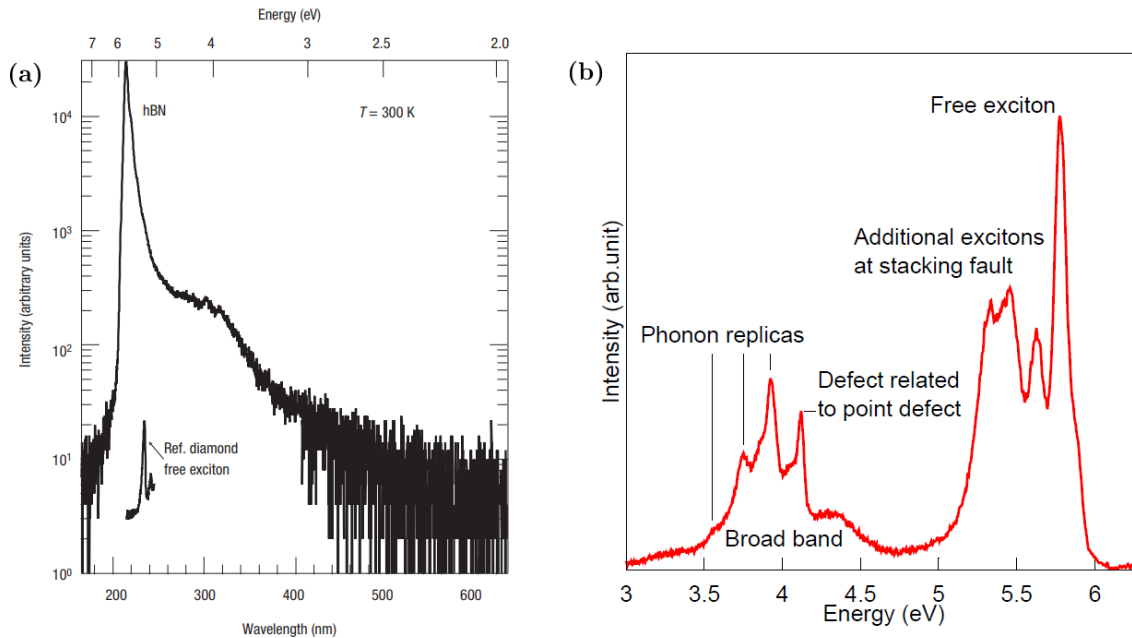 (a)
Energy (eV)
7 6 5 4 3 2.5 2.0
hBN
T = 300 K
10⁴
10³
10²
10¹
10⁰
Intensity (arbitrary units)
Ref. diamond
free exciton
200 300 400 500 600
Wavelength (nm)
(b)
Free exciton
Additional excitons
at stacking fault
Phonon replicas
Defect related
to point defect
Broad band
Intensity (arb.unit)
3 3.5 4 4.5 5 5.5 6
Energy (eV)